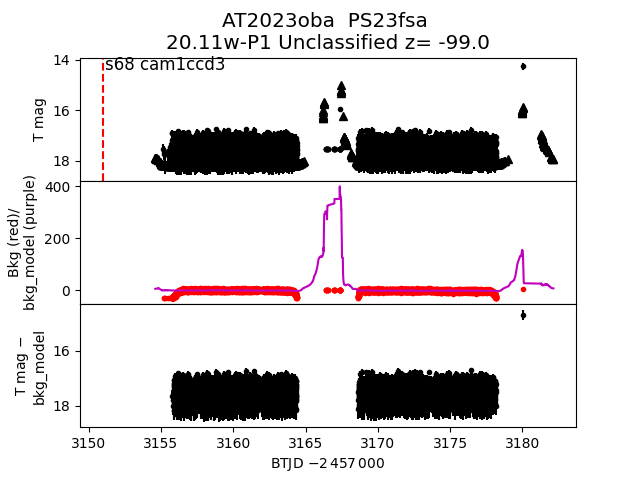 AT2023oba  PS23fsa
20.11w-P1 Unclassified z= -99.0
s68 cam1ccd3
14
16
18
T mag
400
200
0
Bkg (red)/
bkg_model (purple)
16
18
T mag −
bkg_model
3150
3155
3160
3165
3170
3175
3180
BTJD −2 457 000